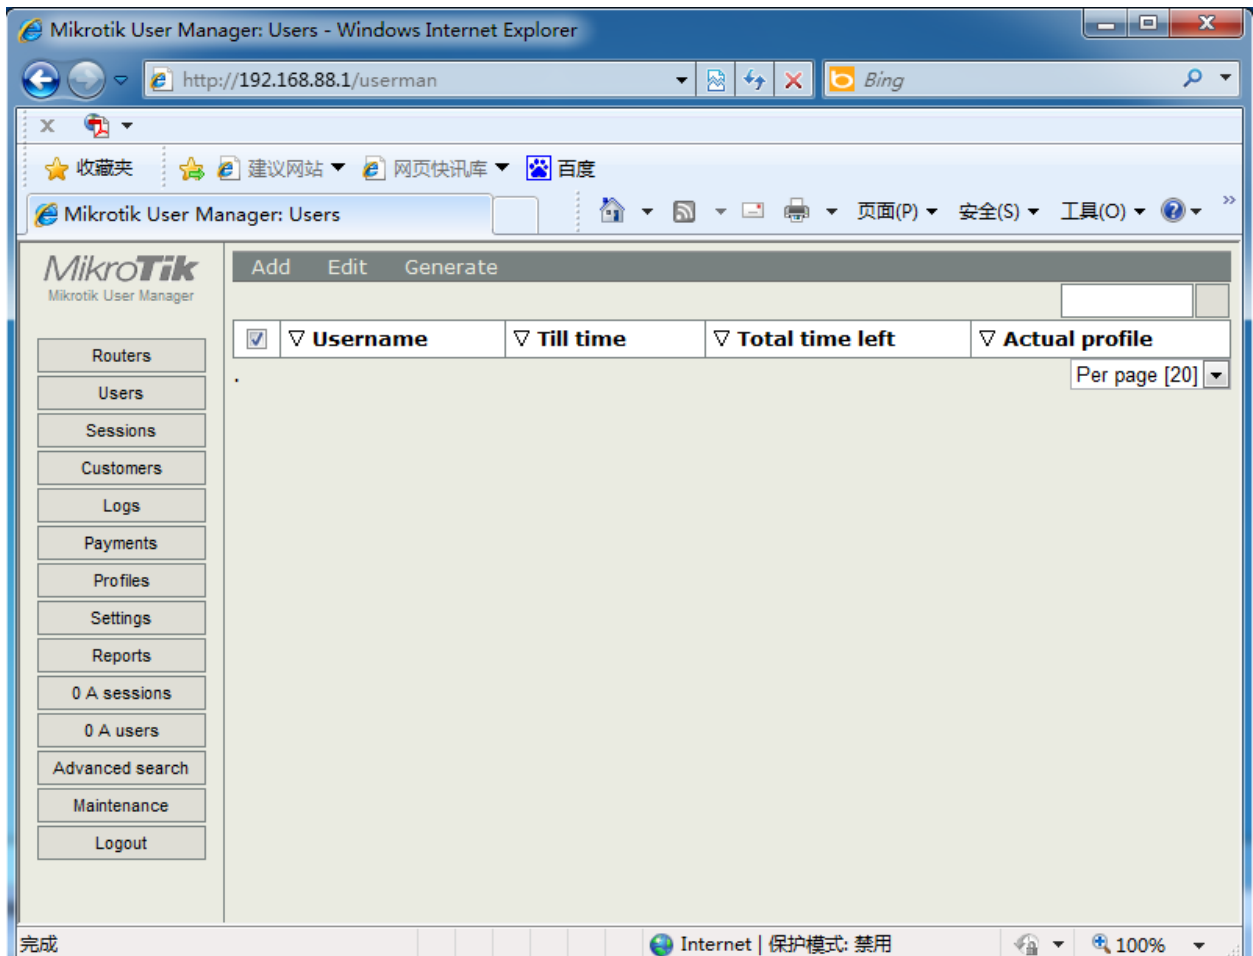 Mikrotik User Manager: Users - Windows Internet Explorer
http://192.168.88.1/userman
Bing
收藏夹 建议网站 网页快讯库 百度
Mikrotik User Manager: Users 页面(P) 安全(S) 工具(O)
MikroTik
Mikrotik User Manager
Add Edit Generate
Username Till time Total time left Actual profile
Per page [20]
Routers
Users
Sessions
Customers
Logs
Payments
Profiles
Settings
Reports
0 A sessions
0 A users
Advanced search
Maintenance
Logout
完成 Internet | 保护模式: 禁用 100%